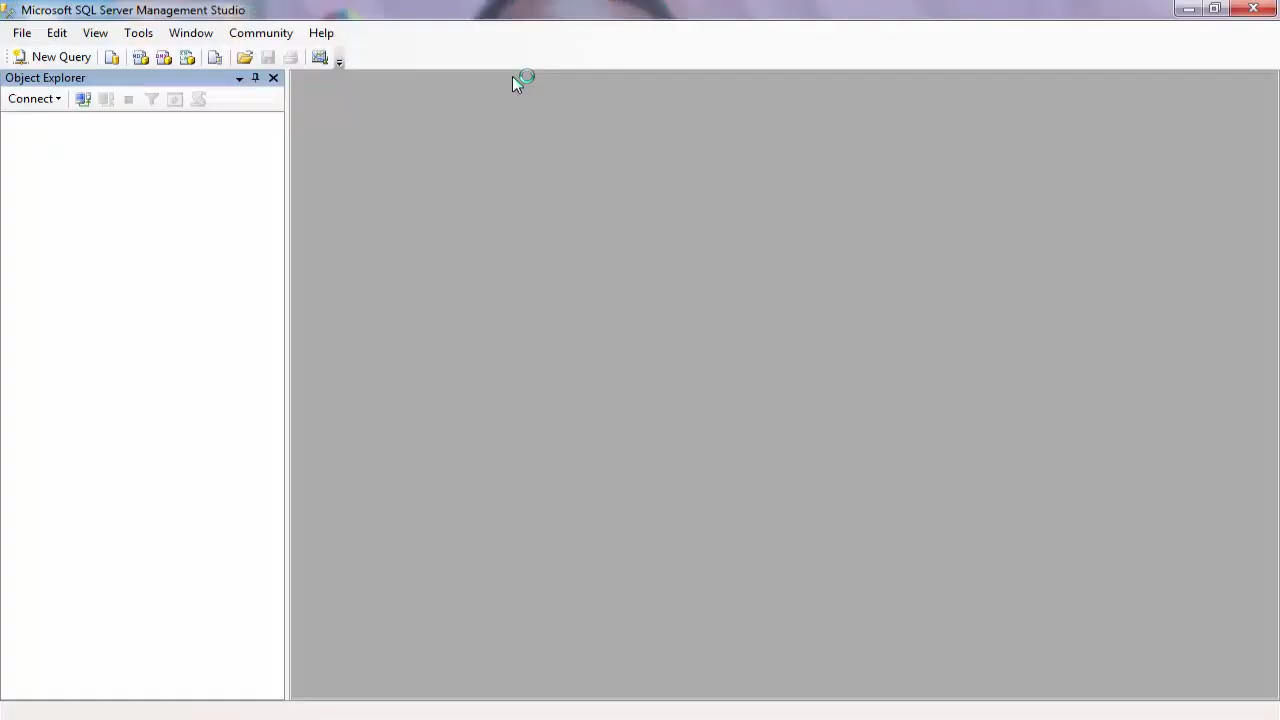 Microsoft SQL Server Management Studio
File Edit View Tools Window Community Help
New Query
Object Explorer
Connect